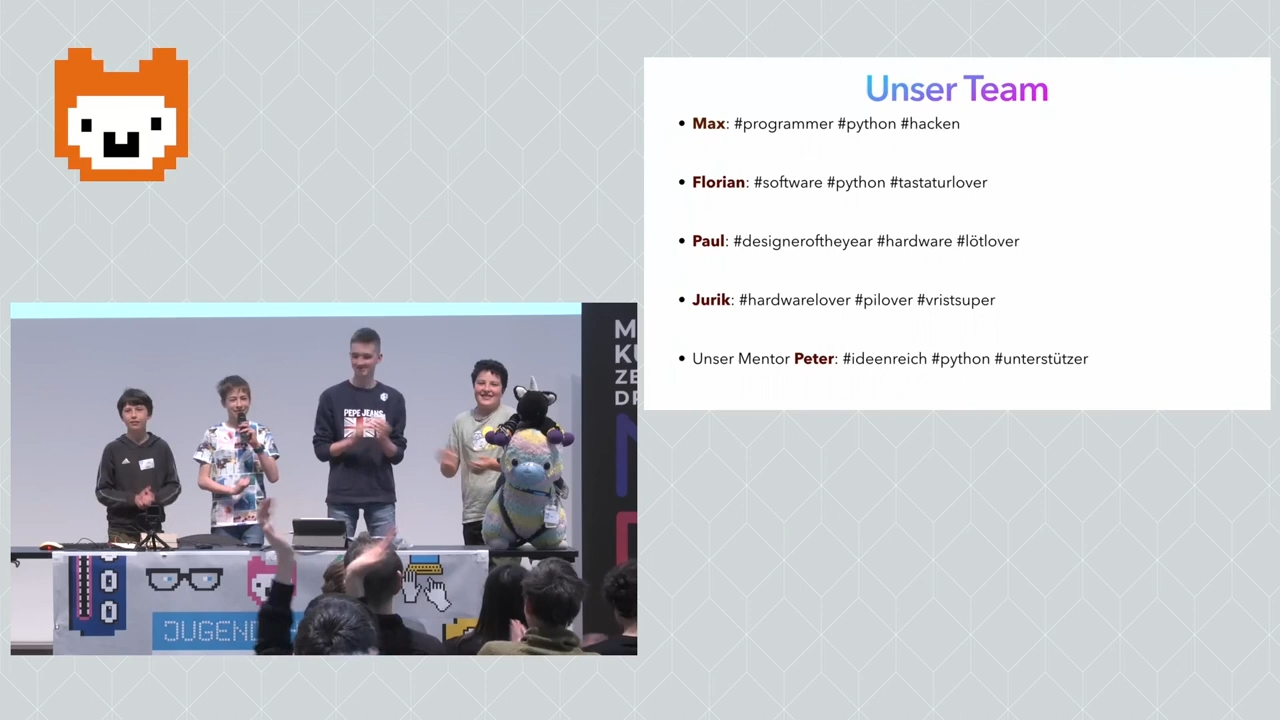 Unser Team
• Max: #programmer #python #hacken
• Florian: #software #python #tastaturlover
• Paul: #designeroftheyear #hardware #lötlover
• Jurik: #hardwarelover #pilover #vristsuper
• Unser Mentor Peter: #ideenreich #python #unterstützer
PEPE JEANS
JUGEND